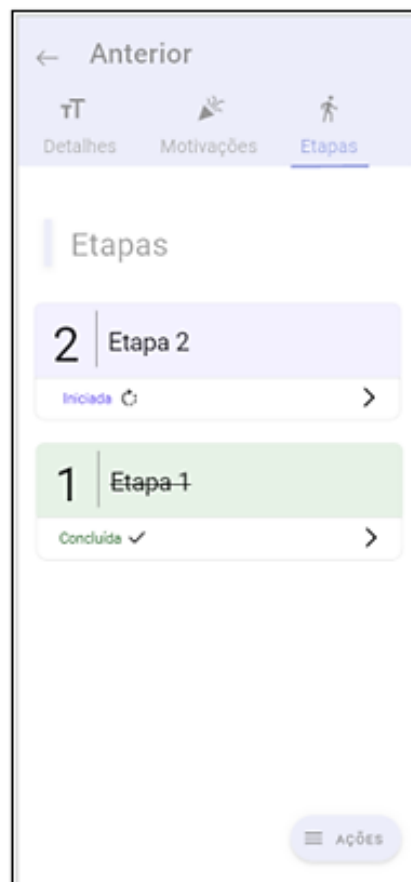 ← Anterior
Detalhes Motivações Etapas
Etapas
2 Etapa 2
Iniciada
1 Etapa 1
Concluída
AÇÕES